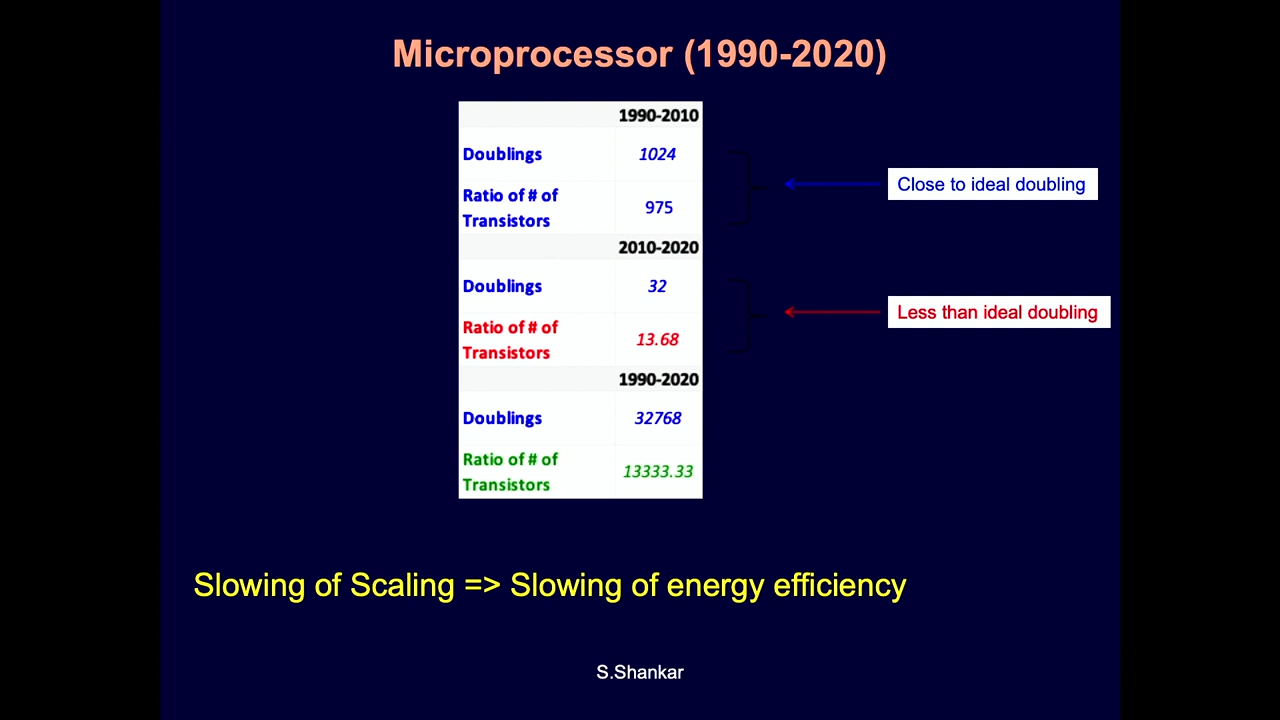 Microprocessor (1990-2020)
1990-2010
Doublings 1024
Ratio of # of
Transistors 975
2010-2020
Doublings 32
Ratio of # of
Transistors 13.68
1990-2020
Doublings 32768
Ratio of # of
Transistors 13333.33
Close to ideal doubling
Less than ideal doubling
Slowing of Scaling => Slowing of energy efficiency
S.Shankar